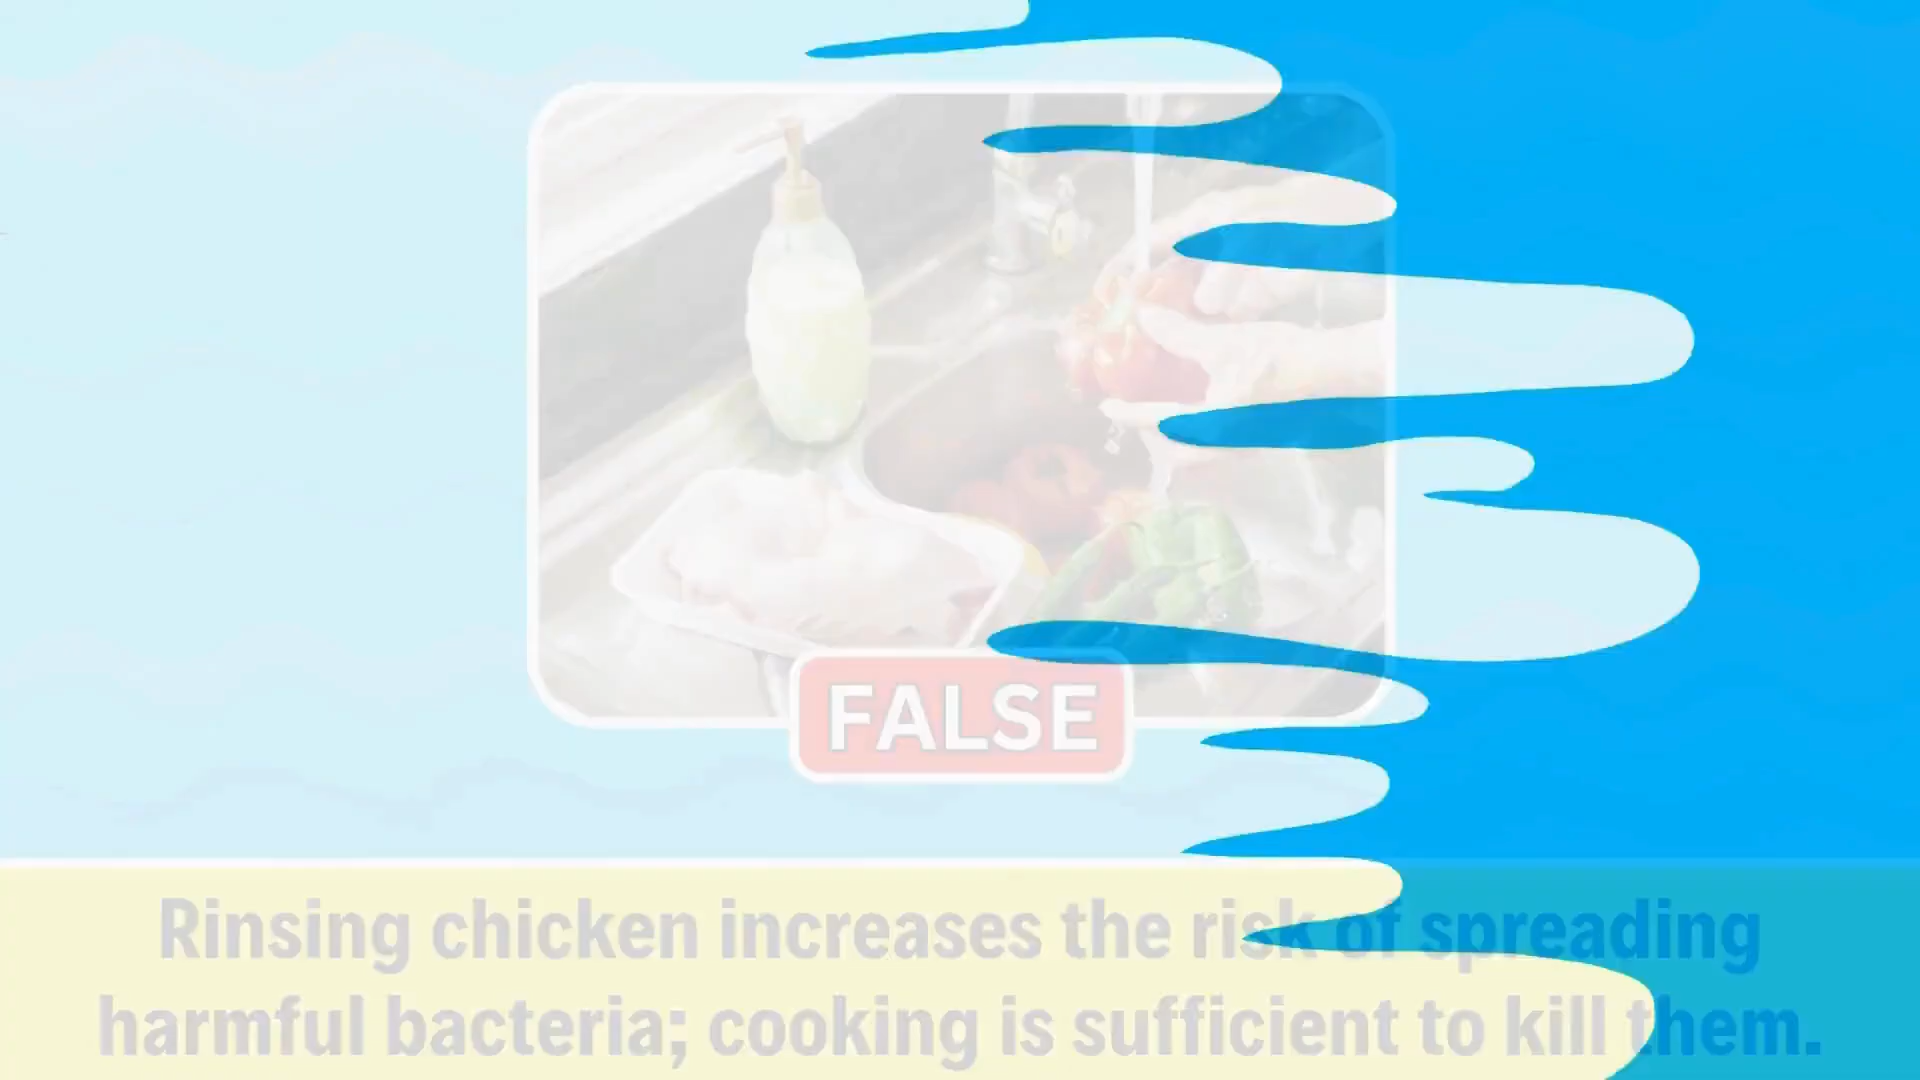 FALSE
Rinsing chicken increases the risk of spreading
harmful bacteria; cooking is sufficient to kill them.